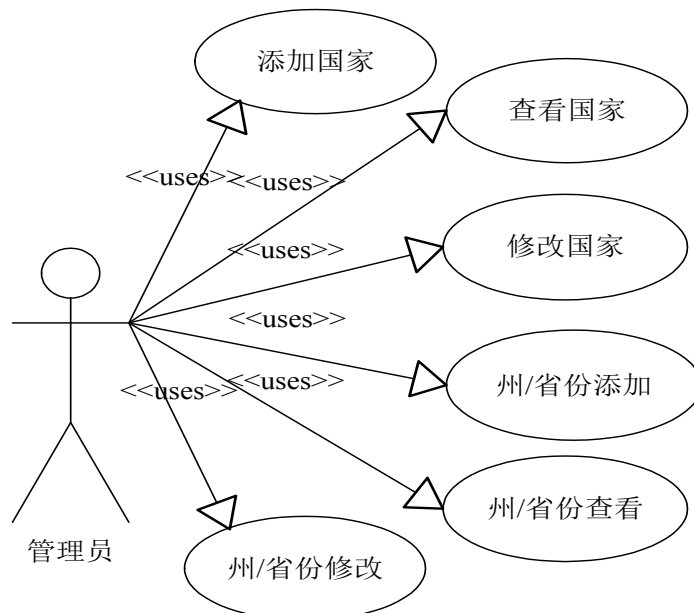 添加国家
查看国家
<<uses>>
<<uses>>
修改国家
<<uses>>
<<uses>>
州/省份添加
<<uses>>
<<uses>>
州/省份查看
管理员
州/省份修改